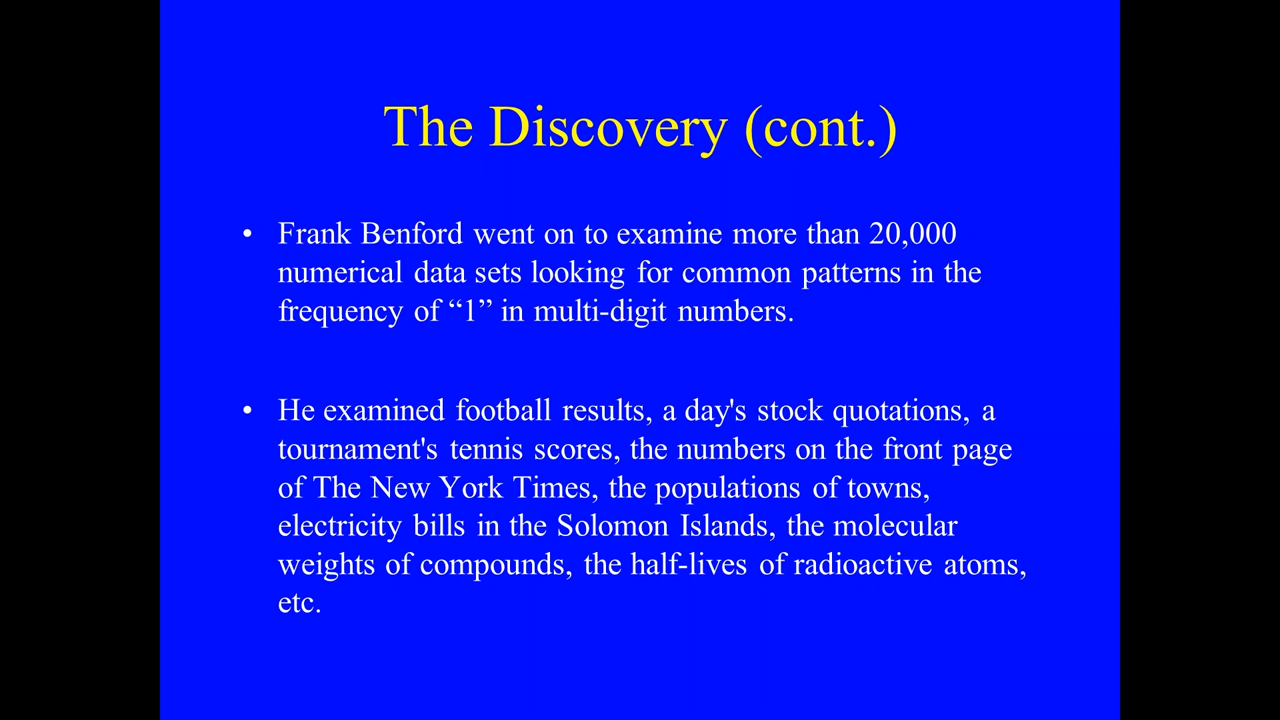 The Discovery (cont.)
• Frank Benford went on to examine more than 20,000
numerical data sets looking for common patterns in the
frequency of “1” in multi-digit numbers.
• He examined football results, a day's stock quotations, a
tournament's tennis scores, the numbers on the front page
of The New York Times, the populations of towns,
electricity bills in the Solomon Islands, the molecular
weights of compounds, the half-lives of radioactive atoms,
etc.